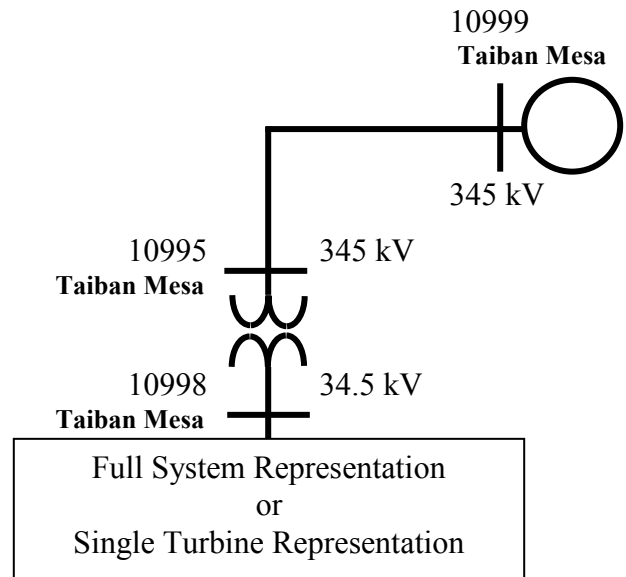 10999
Taiban Mesa
345 kV
10995
345 kV
Taiban Mesa
10998
34.5 kV
Taiban Mesa
Full System Representation
or
Single Turbine Representation